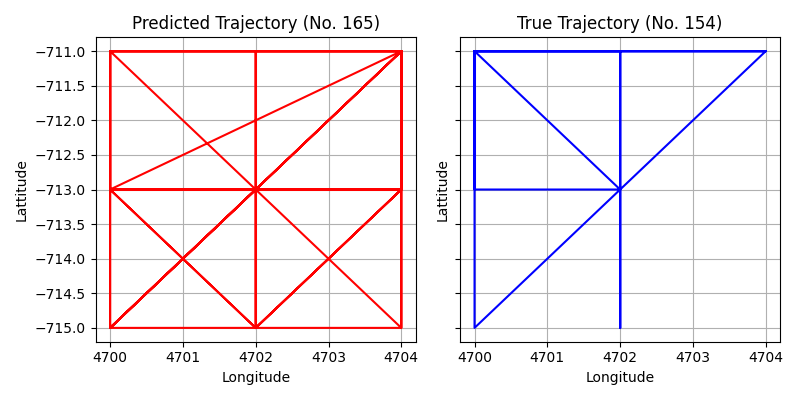 Predicted Trajectory (No. 165)
True Trajectory (No. 154)
−711.0
−711.5
−712.0
−712.5
−713.0
−713.5
−714.0
−714.5
−715.0
Lattitude
Lattitude
4700 4701 4702 4703 4704
4700 4701 4702 4703 4704
Longitude
Longitude